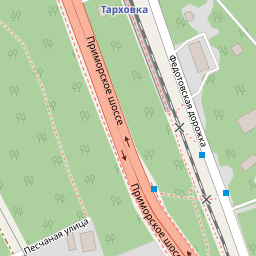 Тарховка
Приморское шоссе
Федотовская дорожка
Песчаная улица
Приморское шосс